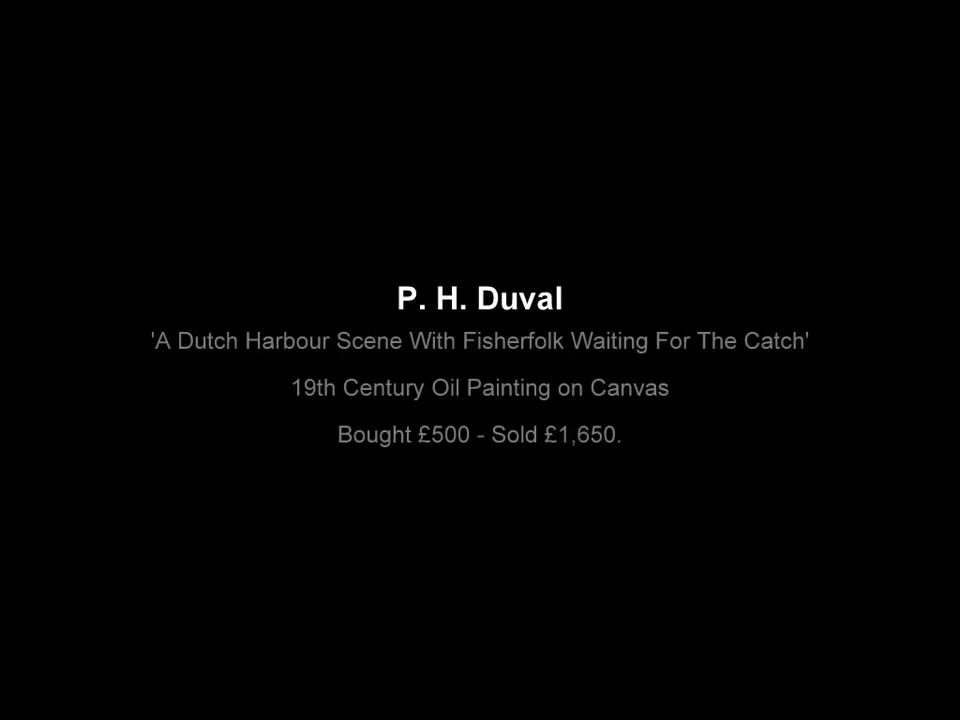 P. H. Duval
'A Dutch Harbour Scene With Fisherfolk Waiting For The Catch'
19th Century Oil Painting on Canvas
Bought £500 - Sold £1,650.